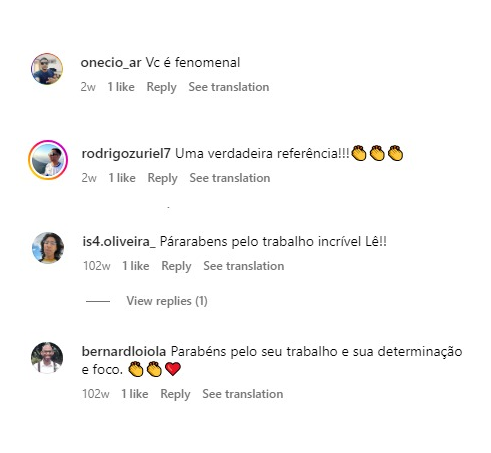 onecio_ar Vc é fenomenal
2w 1 like Reply See translation
rodrigozuriel7 Uma verdadeira referência!!!👏👏👏
2w 1 like Reply See translation
is4.oliveira_ Párarabens pelo trabalho incrível Lê!!
102w 1 like Reply See translation
View replies (1)
bernardloiola Parabéns pelo seu trabalho e sua determinação
e foco. 👏👏❤️
102w 1 like Reply See translation